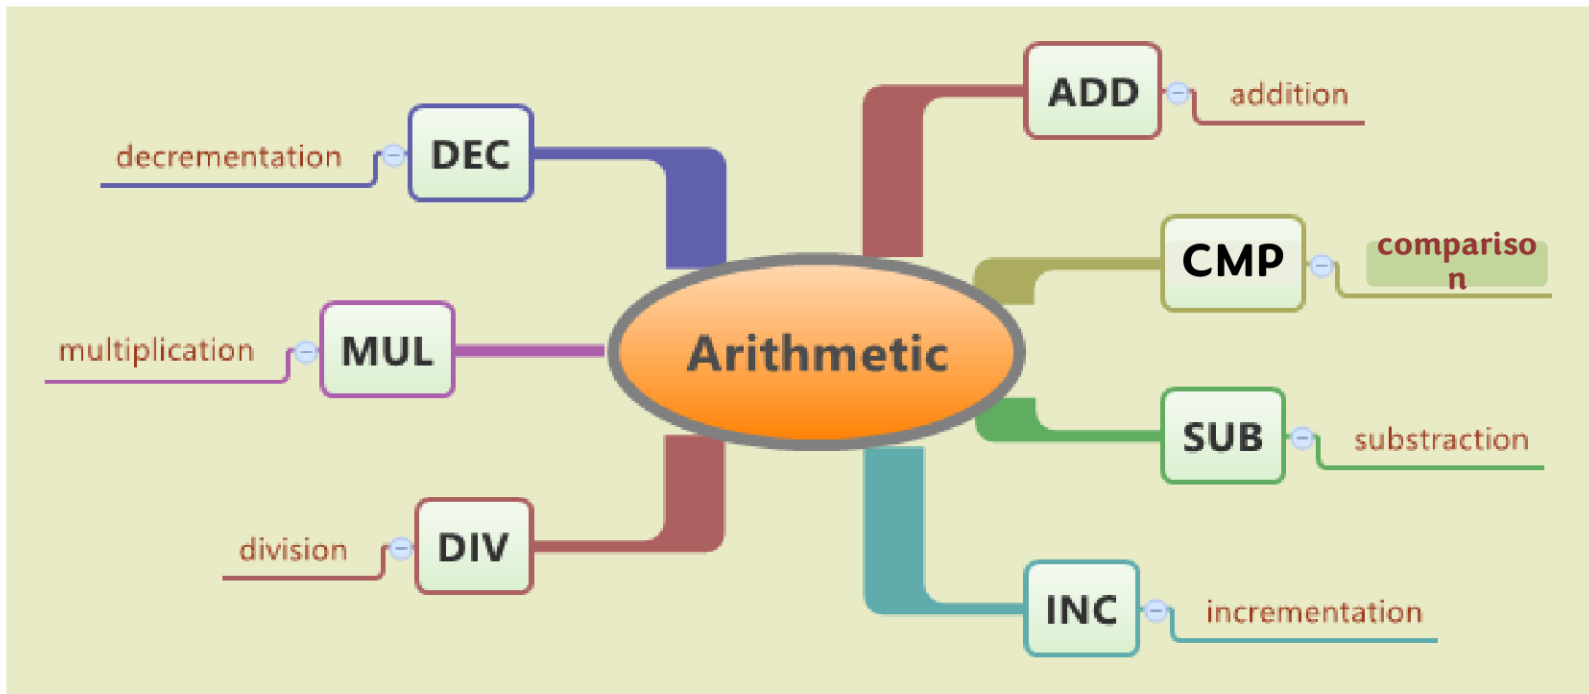 ADD
addition
DEC
decrementation
CMP
compariso
n
Arithmetic
MUL
multiplication
SUB
substraction
DIV
division
INC
incrementation